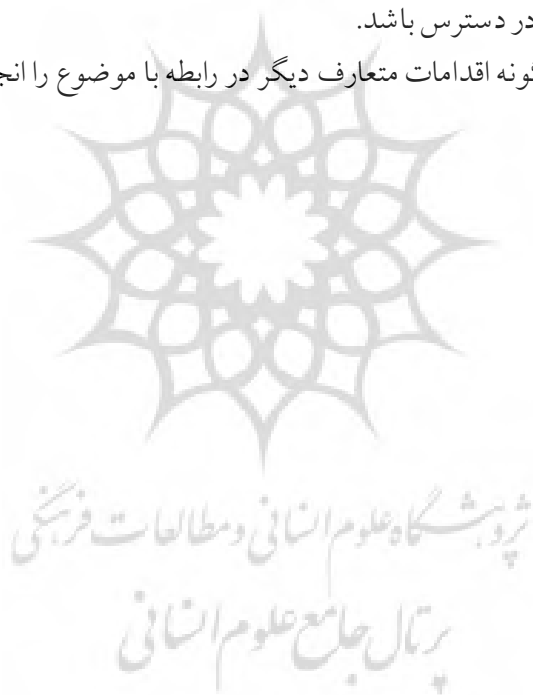 در دسترس باشد.
گونه اقدامات متعارف دیگر در رابطه با موضوع را
پژوهشگاه علوم انسانی و مطالعات فرهنگی
پرتال جامع علوم انسانی